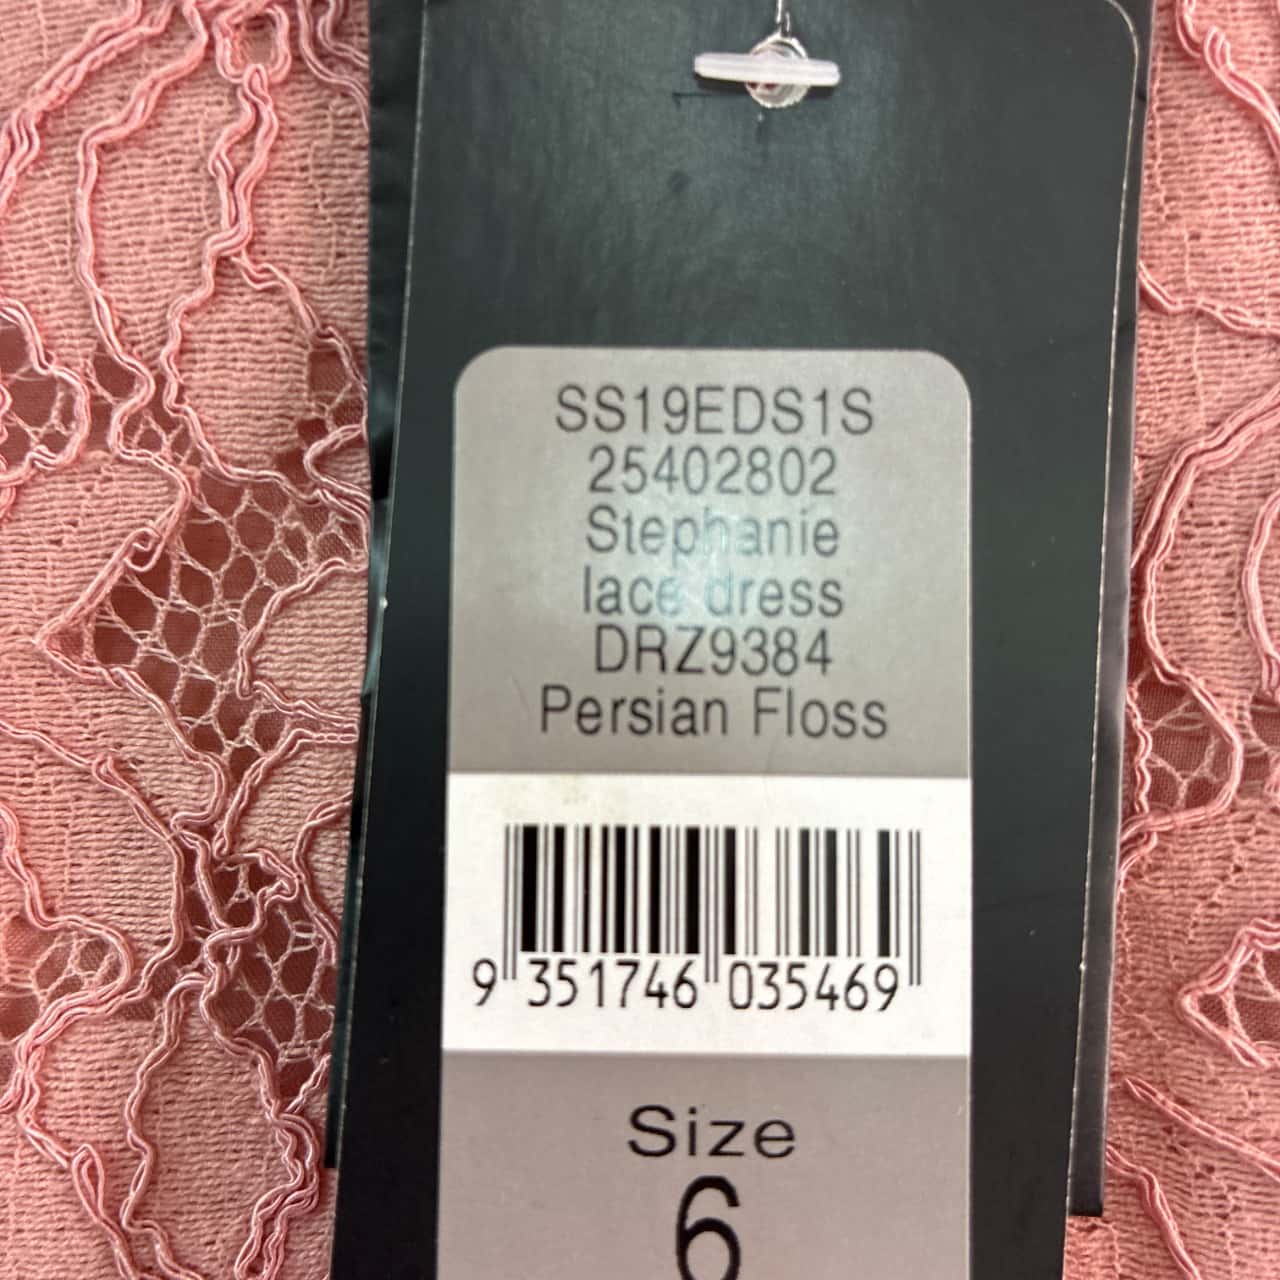 SS19EDS1S
25402802
Stephanie
lace dress
DRZ9384
Persian Floss
9 351746 035469
Size
6